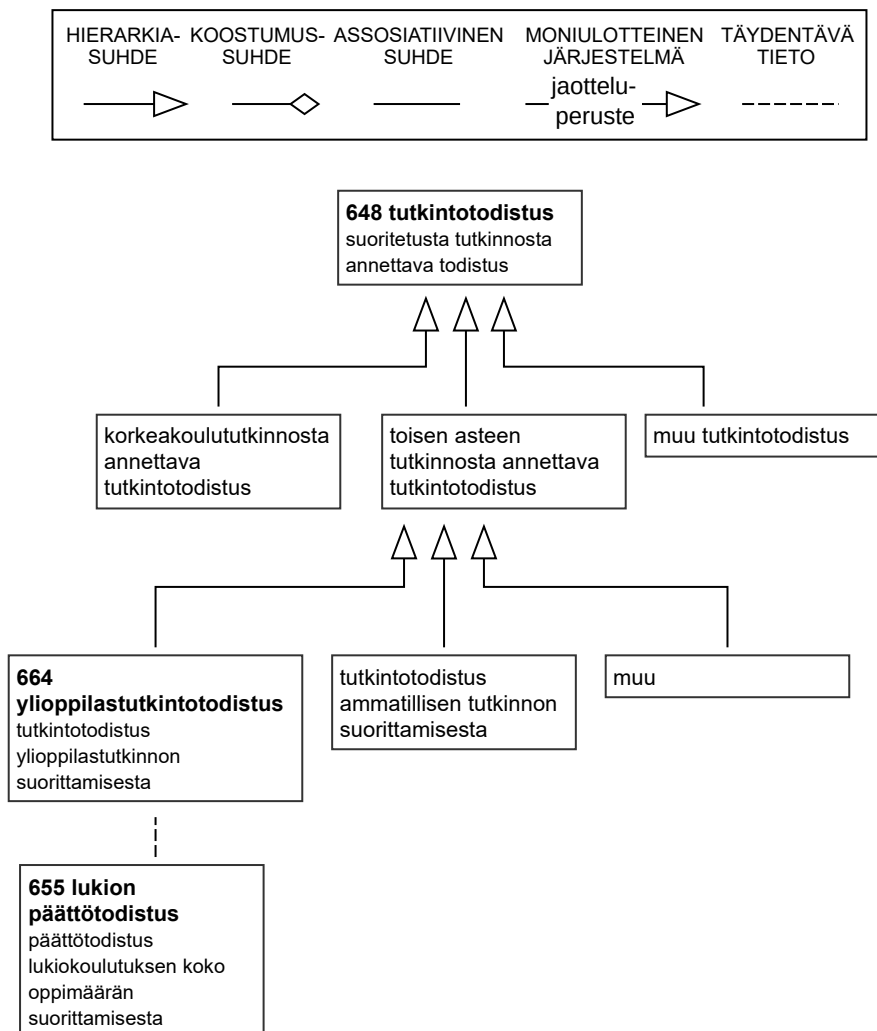 HIERARKIA-
SUHDE
KOOSTUMUS-
SUHDE
ASSOSIATIIVINEN
SUHDE
MONIULOTTEINEN
JÄRJESTELMÄ
jaottelu-
peruste
TÄYDENTÄVÄ
TIETO
648 tutkintotodistus
suoritetusta tutkinnosta
annettava todistus
korkeakoulututkinnosta
annettava
tutkintotodistus
toisen asteen
tutkinnosta annettava
tutkintotodistus
muu tutkintotodistus
664
ylioppilastutkintotodistus
tutkintotodistus
ylioppilastutkinnon
suorittamisesta
tutkintotodistus
ammatillisen tutkinnon
suorittamisesta
muu
655 lukion
päättötodistus
päättötodistus
lukiokoulutuksen koko
oppimäärän
suorittamisesta